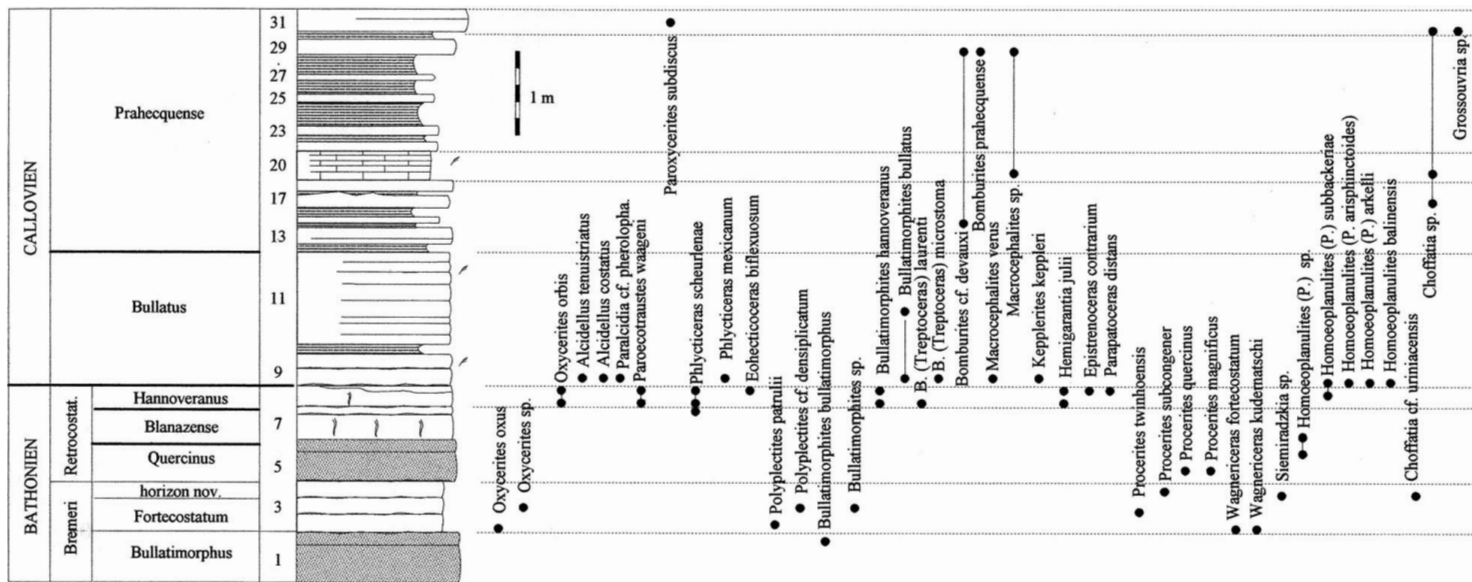 CALLOVIEN
BATHONIEN
Prahecquense
Bullatus
Retrocostat.
Bremeri
Hannoveranus
Blanazense
Quercinus
horizon nov.
Fortecostatum
Bullatimorphus
31
29
27
25
23
20
17
13
11
9
7
5
3
1
1 m
Oxycerites oxus
Oxycerites sp.
Oxycerites orbis
Alcidellus tenuistriatus
Alcidellus costatus
Paralcidia cf. pherolopha.
Paroecotraustes waageni
Paroxycerites subdiscus
Phlycticeras scheurlenae
Phlycticeras mexicanum
Eohecticoceras biflexuosum
Polyplectites patrulii
Polyplectites cf. densiplicatum
Bullatimorphites bullatimorphus
Bullatimorphites sp.
Bullatimorphites hannoveranus
Bullatimorphites bullatus
B. (Treptoceras) laurenti
B. (Treptoceras) microstoma
Bomburites cf. devauxi
Bomburites prahecquense
Macrocephalites verus
Macrocephalites sp.
Kepplerites keppleri
Hemigarantia julii
Epistrenoceras contrarium
Parapatoceras distans
Procerites twinhoensis
Procerites subcongener
Procerites quercinus
Procerites magnificus
Wagnericeras fortecostatum
Wagnericeras kudernatschi
Siemiradzkia sp.
Homoeoplanulites (P.) sp.
Homoeoplanulites (P.) subbackeriae
Homoeoplanulites (P. arisphinctoides)
Homoeoplanulites (P.) arkelli
Homoeoplanulites balinensis
Choffatia cf. uriniacensis
Choffatia sp.
Grossouvria sp.